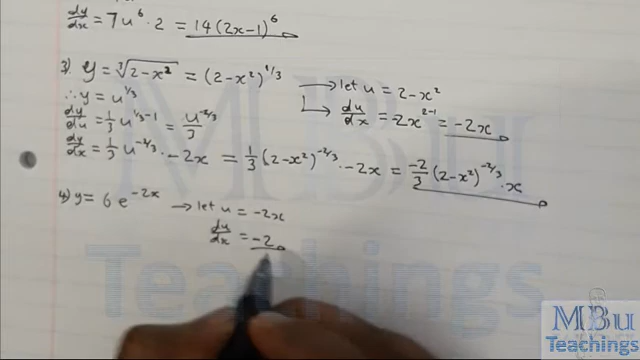 dy/dx = 7u⁶ · 2 = 14(2x-1)⁶
3) y = ∛(2-x²) = (2-x²)^(1/3) → let u = 2-x²
∴ y = u^(1/3) → du/dx = -2x^(2-1) = -2x
dy/du = 1/3 u^(1/3-1) = u^(-2/3)/3
dy/dx = 1/3 u^(-2/3) · -2x = 1/3 (2-x²)^(-2/3) · -2x = -2/3 (2-x²)^(-2/3) · x
4) y = 6e^(-2x) → let u = -2x
du/dx = -2
MBu
Teachings
MBu
Teachings